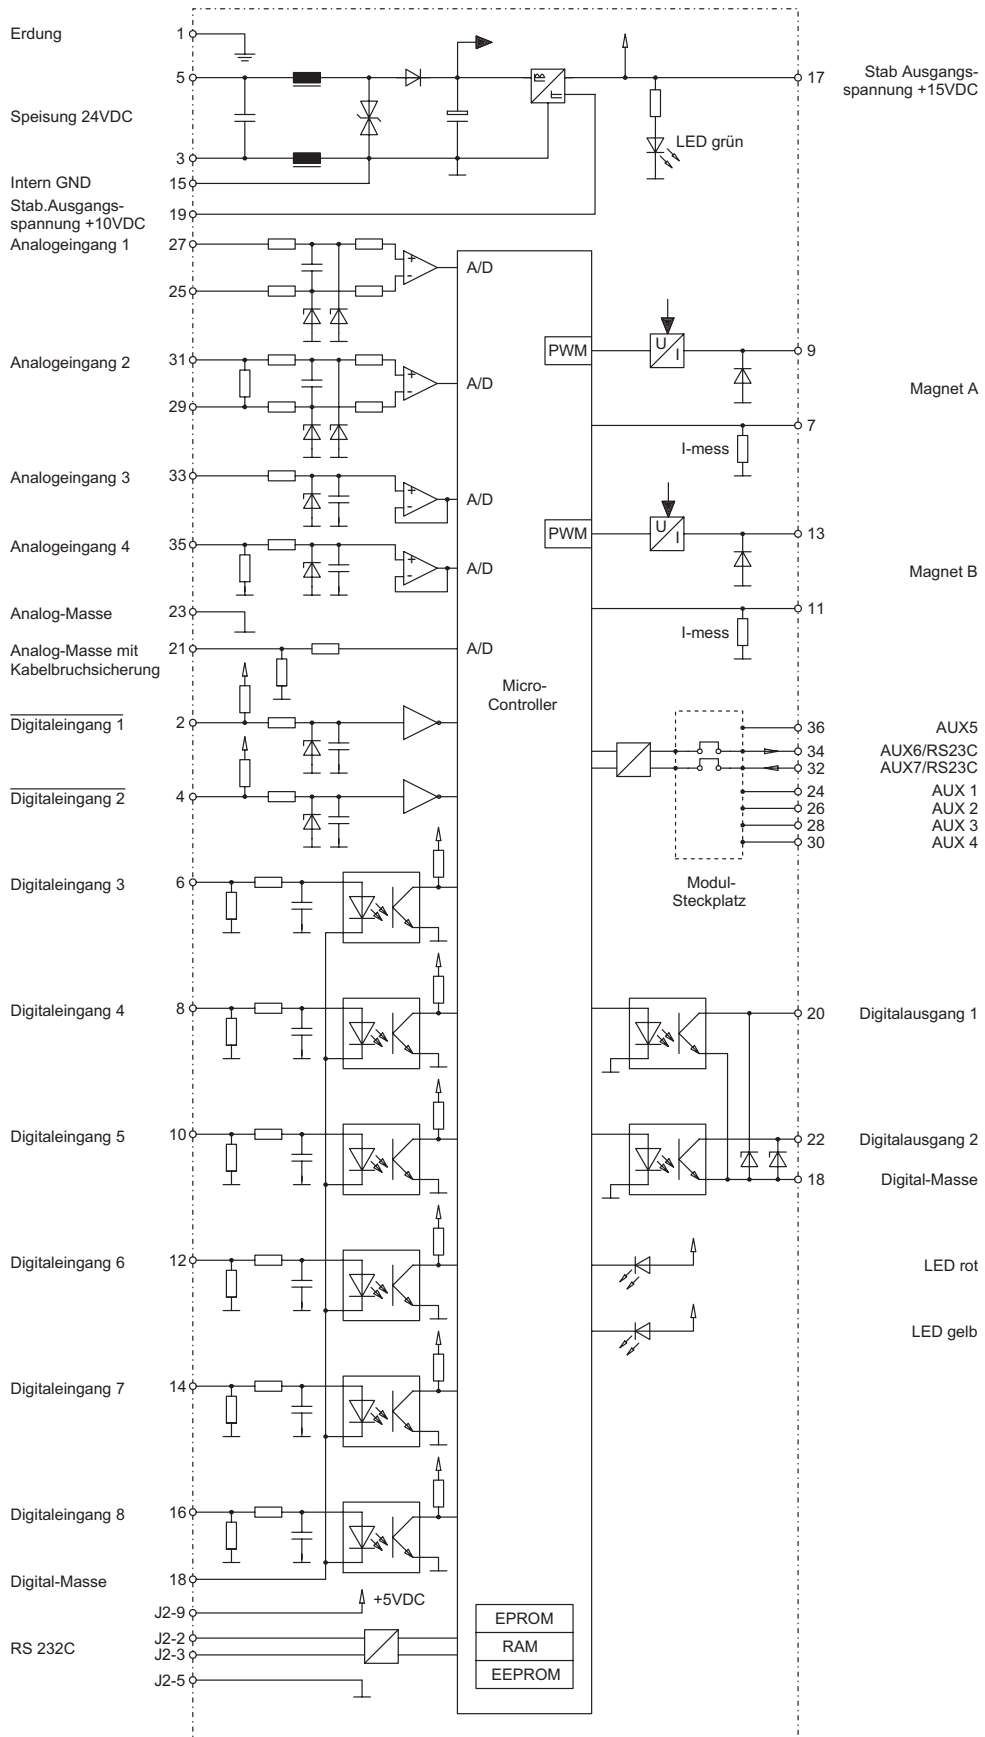 Erdung 1
5
Speisung 24VDC
3
Intern GND 15
Stab.Ausgangs-
spannung +10VDC 19
17 Stab Ausgangs-
spannung +15VDC
LED grün
Analogeingang 1 27
25
+
-
A/D
Analogeingang 2 31
29
+
-
A/D
Analogeingang 3 33
+
-
A/D
Analogeingang 4 35
+
-
A/D
Analog-Masse 23
Analog-Masse mit 21
Kabelbruchsicherung
A/D
Micro-
Controller
PWM U
I
9
Magnet A
7
I-mess
PWM U
I
13
Magnet B
11
I-mess
Digitaleingang 1 2
Digitaleingang 2 4
36 AUX5
34 AUX6/RS23C
32 AUX7/RS23C
24 AUX 1
26 AUX 2
28 AUX 3
30 AUX 4
Modul-
Steckplatz
Digitaleingang 3 6
Digitaleingang 4 8
20 Digitalausgang 1
Digitaleingang 5 10
22 Digitalausgang 2
18 Digital-Masse
Digitaleingang 6 12
LED rot
LED gelb
Digitaleingang 7 14
Digitaleingang 8 16
Digital-Masse 18
J2-9 +5VDC
RS 232C J2-2
J2-3
J2-5
EPROM
RAM
EEPROM